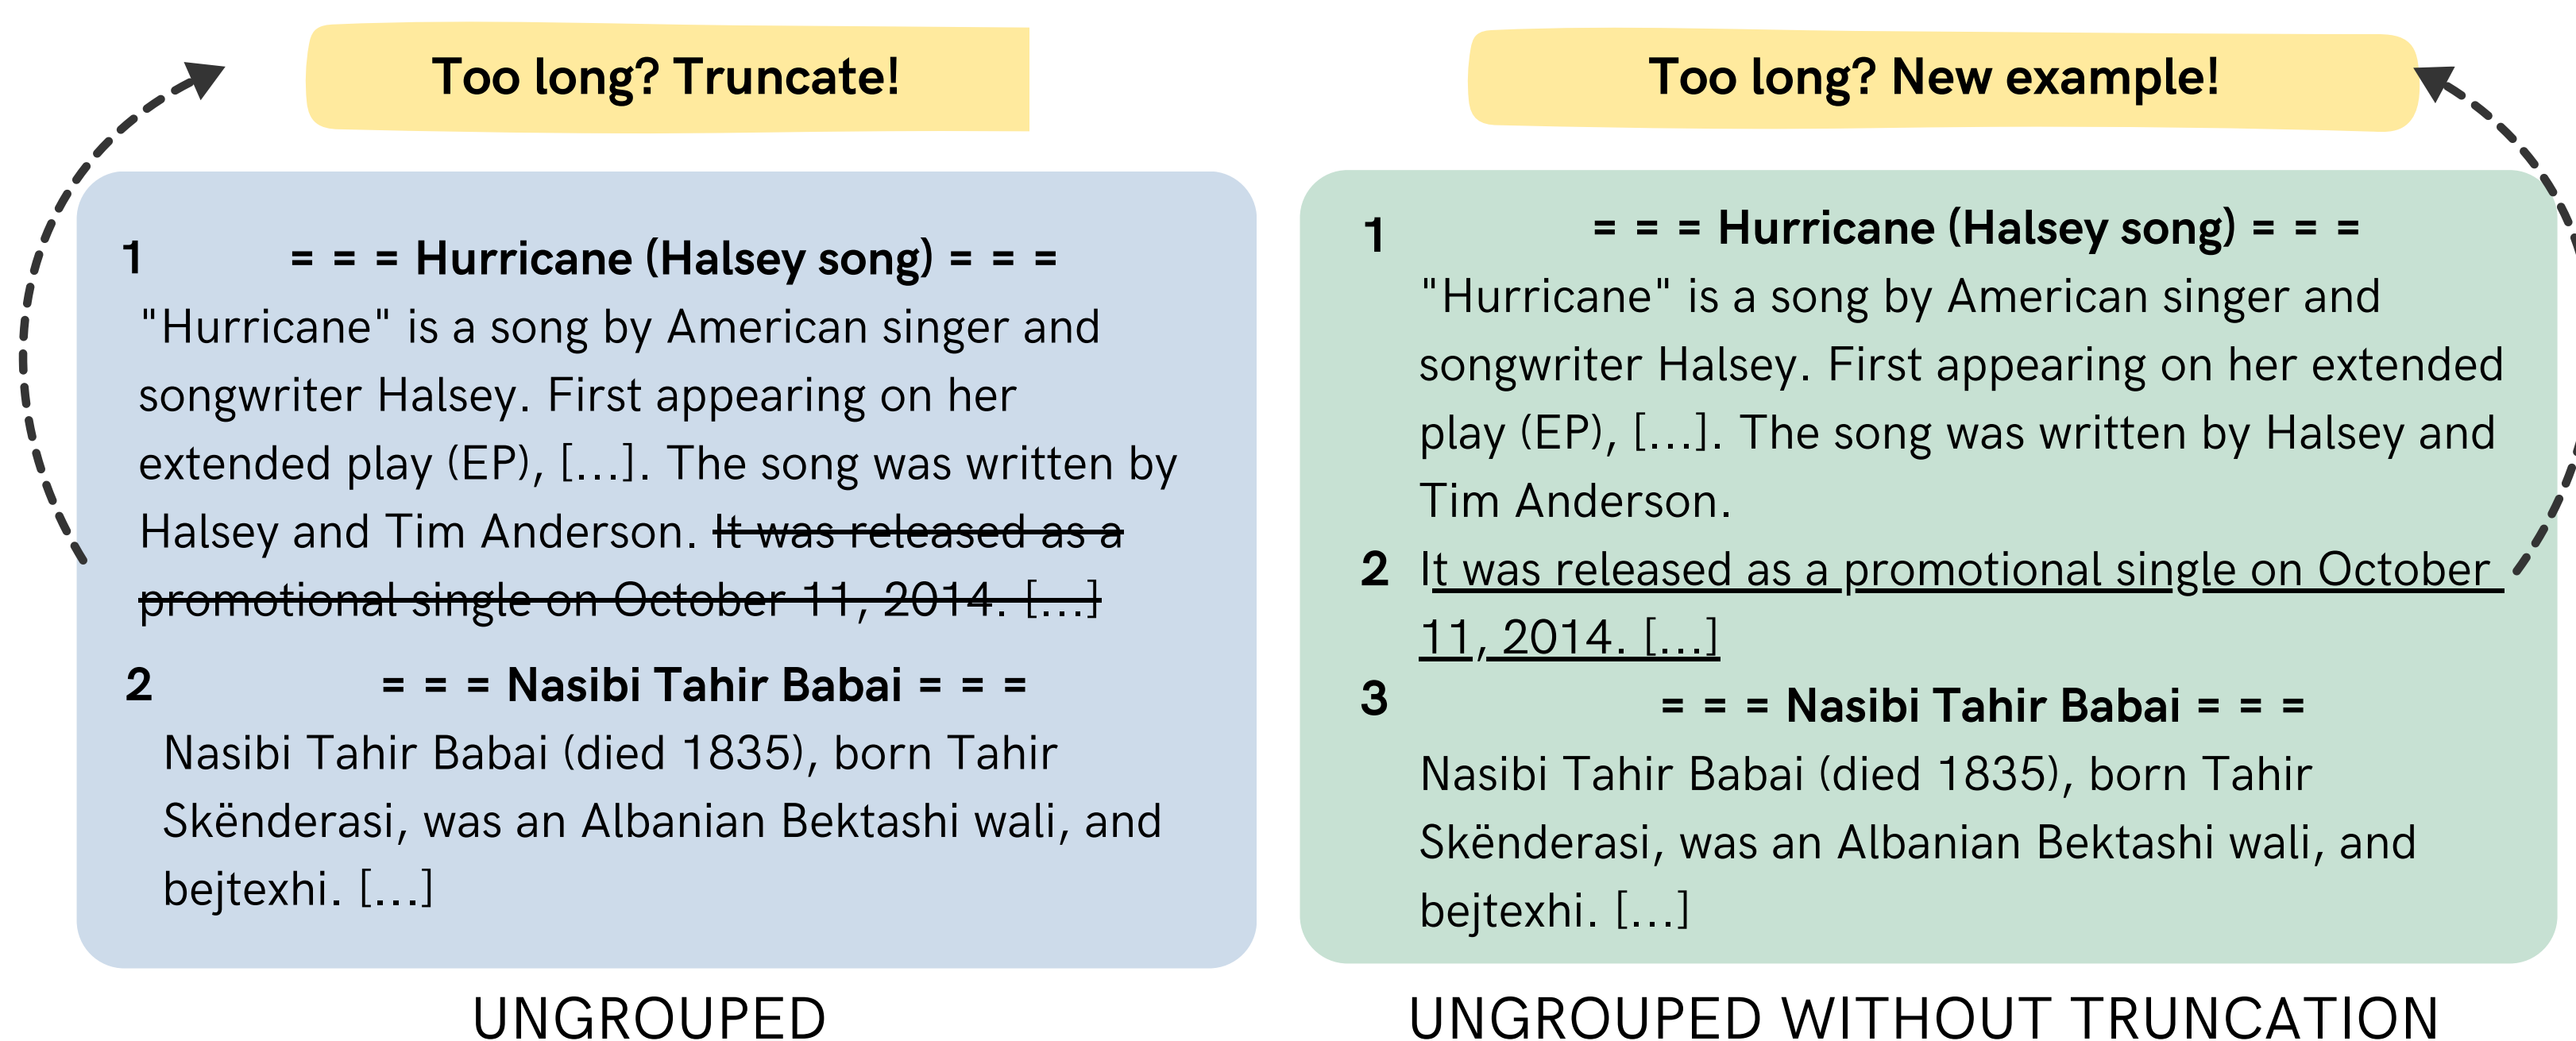 Too long? Truncate!
1 = = = Hurricane (Halsey song) = = =
"Hurricane" is a song by American singer and
songwriter Halsey. First appearing on her
extended play (EP), [...]. The song was written by
Halsey and Tim Anderson. It was released as a
promotional single on October 11, 2014. [...]
2 = = = Nasibi Tahir Babai = = =
Nasibi Tahir Babai (died 1835), born Tahir
Skënderasi, was an Albanian Bektashi wali, and
bejtexhi. [...]
UNGROUPED
Too long? New example!
1 = = = Hurricane (Halsey song) = = =
"Hurricane" is a song by American singer and
songwriter Halsey. First appearing on her extended
play (EP), [...]. The song was written by Halsey and
Tim Anderson.
2 It was released as a promotional single on October
11, 2014. [...]
3 = = = Nasibi Tahir Babai = = =
Nasibi Tahir Babai (died 1835), born Tahir
Skënderasi, was an Albanian Bektashi wali, and
bejtexhi. [...]
UNGROUPED WITHOUT TRUNCATION